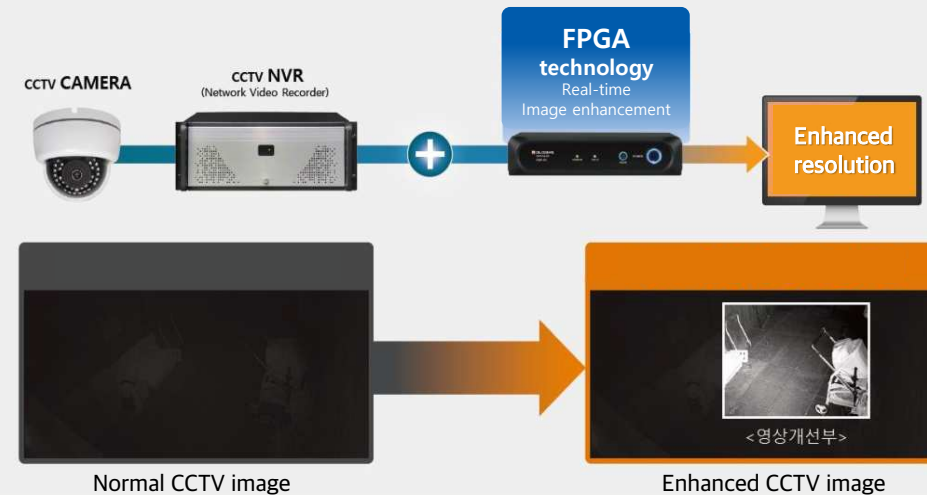 CCTV CAMERA
CCTV NVR
(Network Video Recorder)
FPGA
technology
Real-time
Image enhancement
Enhanced
resolution
<영상개선부>
Normal CCTV image
Enhanced CCTV image